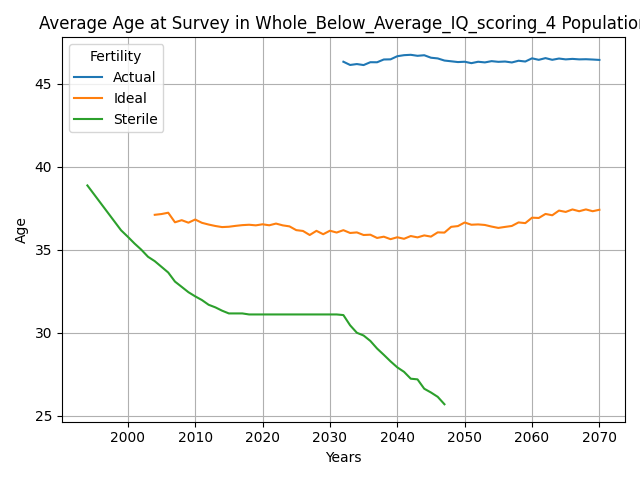 Average Age at Survey in Whole_Below_Average_IQ_scoring_4 Population
Fertility
Actual
Ideal
Sterile
45
40
35
30
25
Age
2000 2010 2020 2030 2040 2050 2060 2070
Years